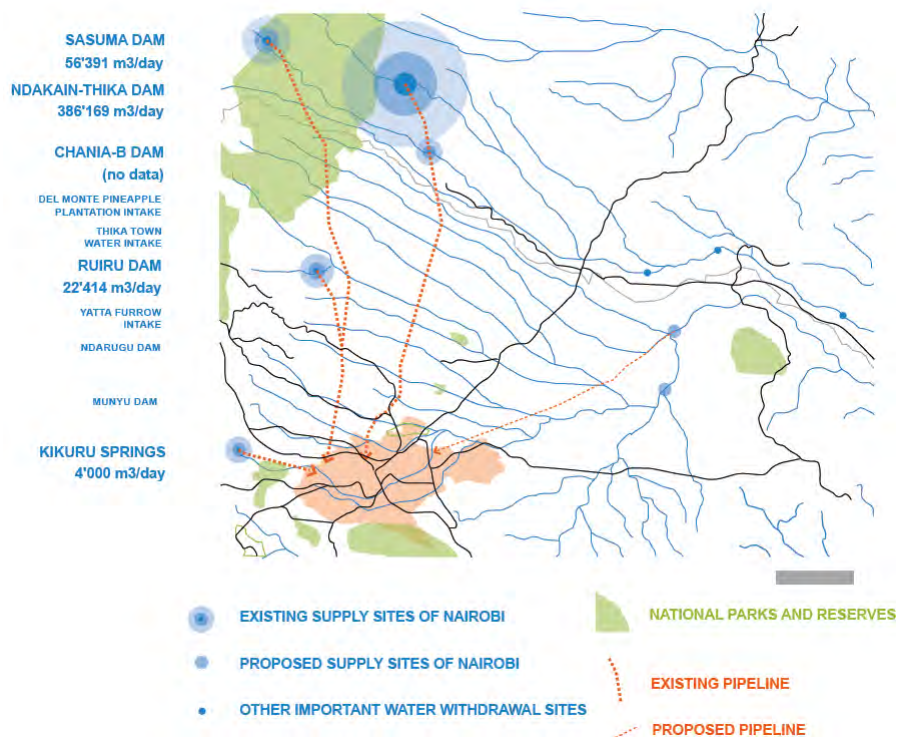 SASUMA DAM
56'391 m3/day
NDAKAIN-THIKA DAM
386'169 m3/day
CHANIA-B DAM
(no data)
DEL MONTE PINEAPPLE
PLANTATION INTAKE
THIKA TOWN
WATER INTAKE
RUIRU DAM
22'414 m3/day
YATTA FURROW
INTAKE
NDARUGU DAM
MUNYU DAM
KIKURU SPRINGS
4'000 m3/day
EXISTING SUPPLY SITES OF NAIROBI
PROPOSED SUPPLY SITES OF NAIROBI
OTHER IMPORTANT WATER WITHDRAWAL SITES
NATIONAL PARKS AND RESERVES
EXISTING PIPELINE
PROPOSED PIPELINE